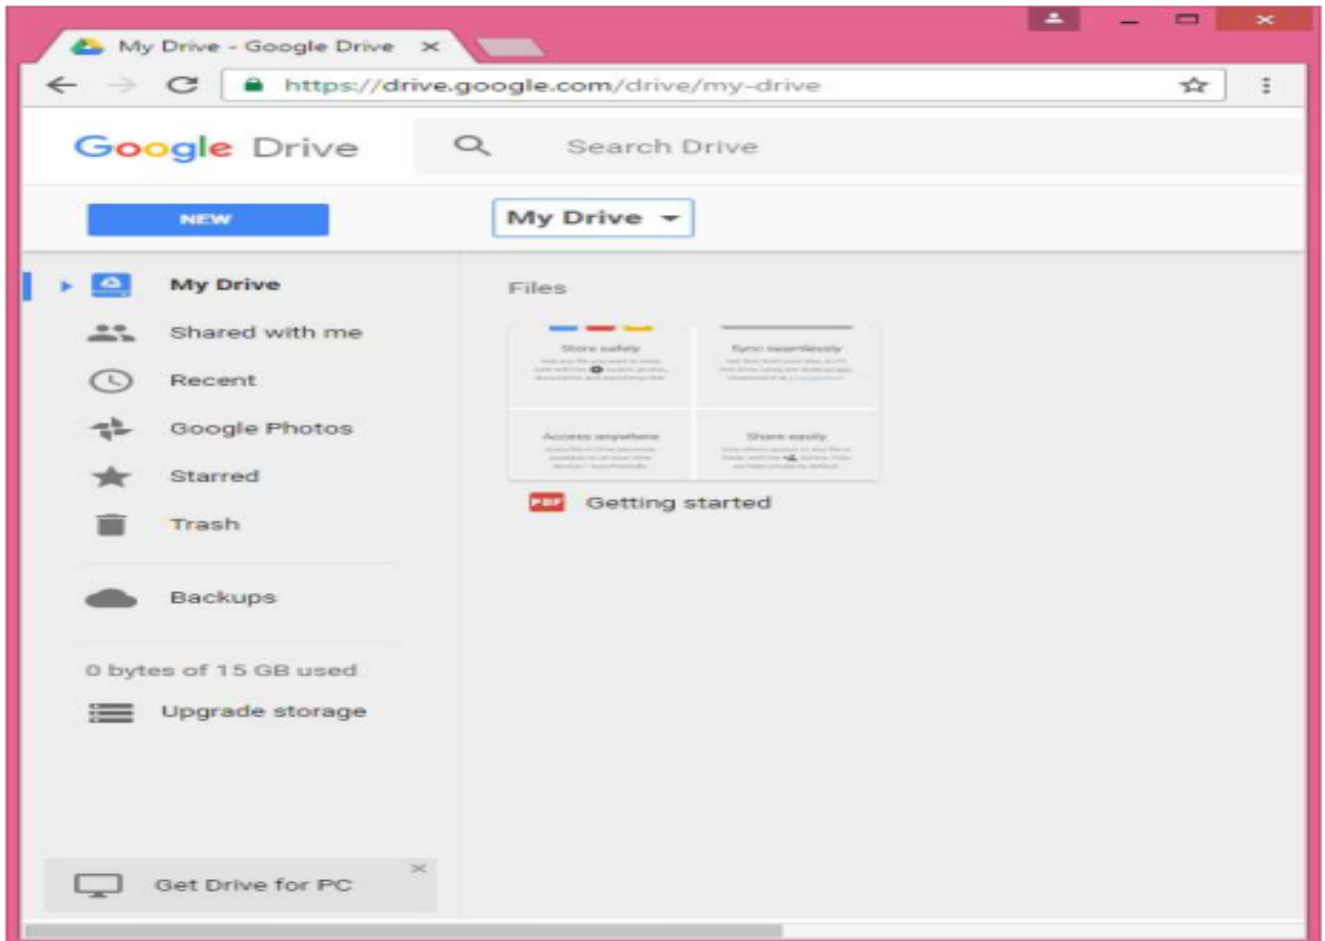 My Drive - Google Drive
https://drive.google.com/drive/my-drive
Google Drive
Search Drive
NEW
My Drive
My Drive
Shared with me
Recent
Google Photos
Starred
Trash
Backups
0 bytes of 15 GB used
Upgrade storage
Get Drive for PC
Files
Store safely
Sync seamlessly
Access anywhere
Share easily
PDF
Getting started